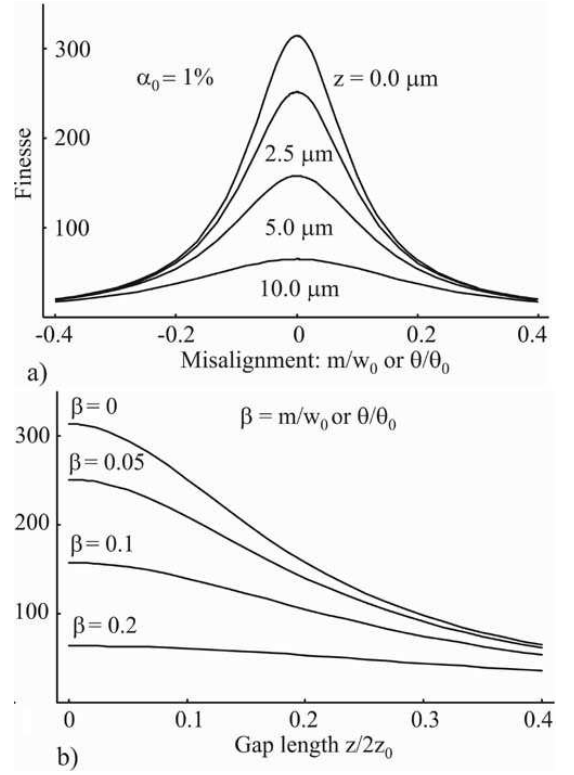 300
α₀ = 1%
z = 0.0 μm
200
2.5 μm
Finesse
100
5.0 μm
10.0 μm
-0.4 -0.2 0 0.2 0.4
Misalignment: m/w₀ or θ/θ₀
a)
β = 0
β = m/w₀ or θ/θ₀
300
β = 0.05
200
β = 0.1
100
β = 0.2
0 0.1 0.2 0.3 0.4
Gap length z/2z₀
b)